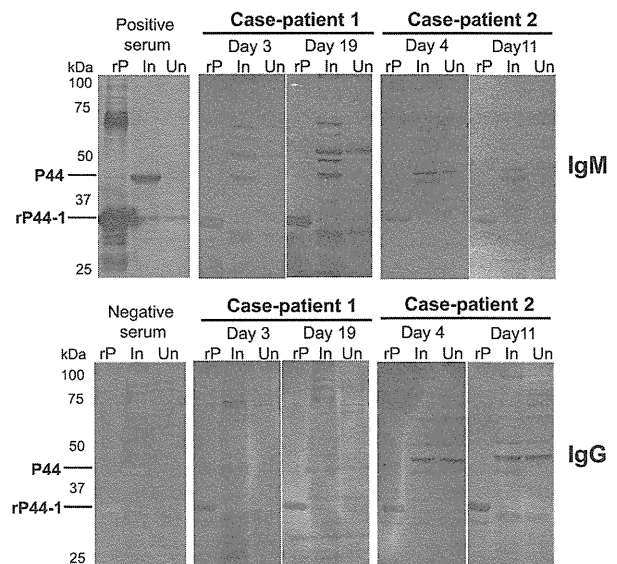 Positive serum
Case-patient 1
Case-patient 2
Day 3
Day 19
Day 4
Day11
kDa
rP In Un
rP In Un
rP In Un
rP In Un
rP In Un
100
75
50
P44
37
rP44-1
25
IgM
Negative serum
Case-patient 1
Case-patient 2
Day 3
Day 19
Day 4
Day11
kDa
rP In Un
rP In Un
rP In Un
rP In Un
rP In Un
100
75
50
P44
37
rP44-1
25
IgG